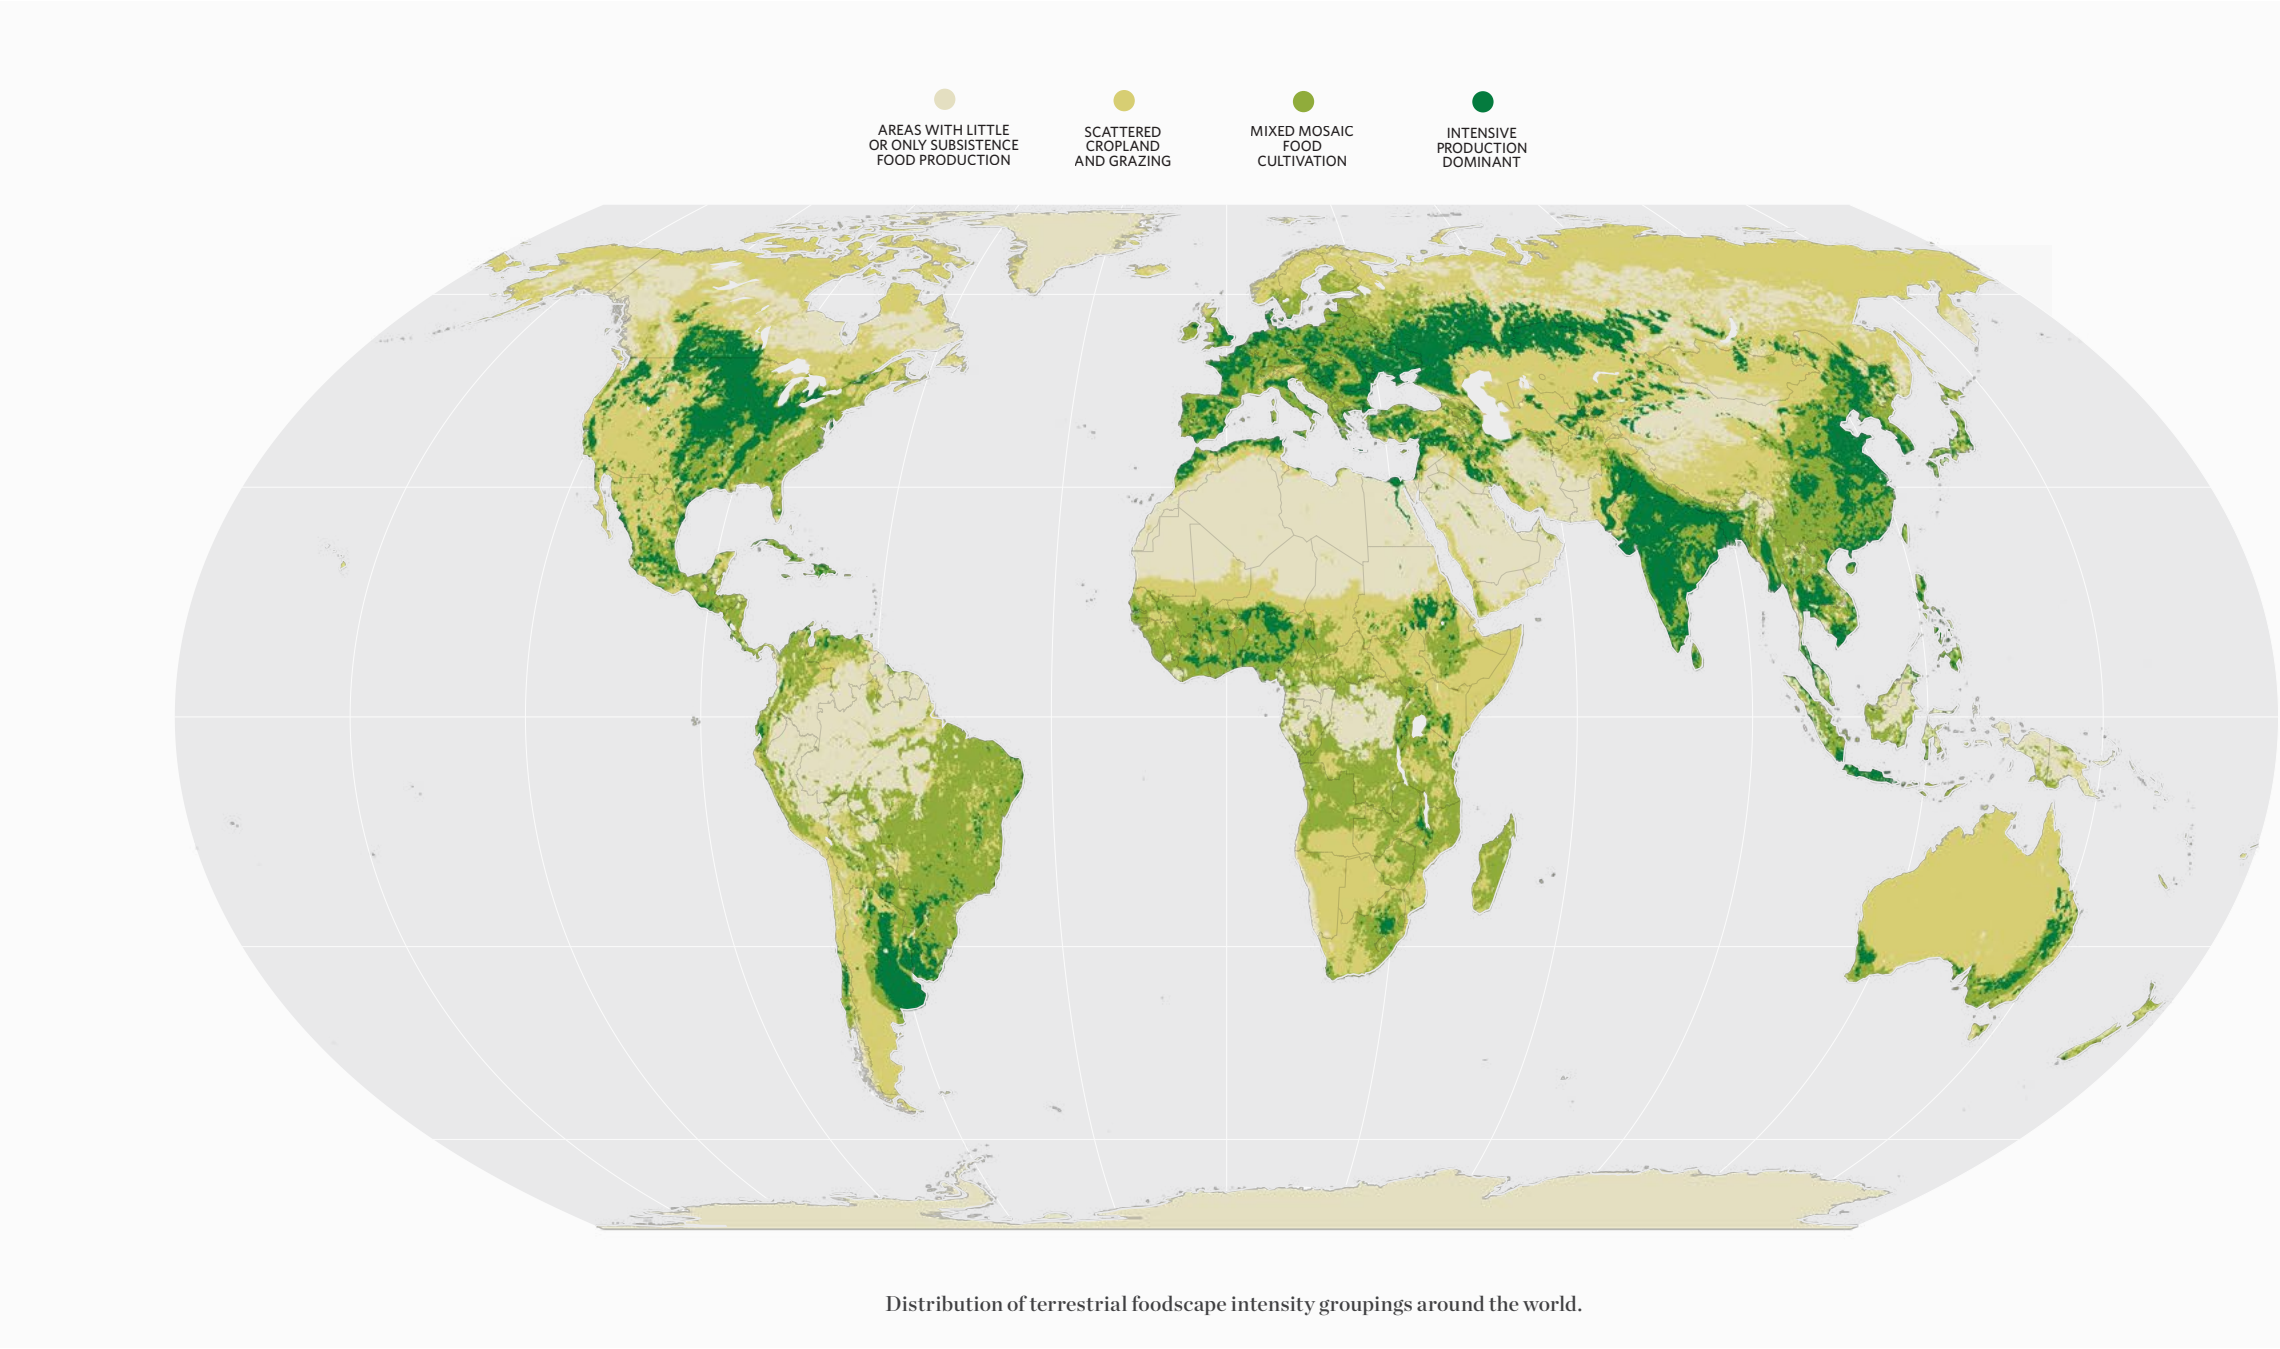 AREAS WITH LITTLE
OR ONLY SUBSISTENCE
FOOD PRODUCTION
SCATTERED
CROPLAND
AND GRAZING
MIXED MOSAIC
FOOD
CULTIVATION
INTENSIVE
PRODUCTION
DOMINANT
Distribution of terrestrial foodscape intensity groupings around the world.